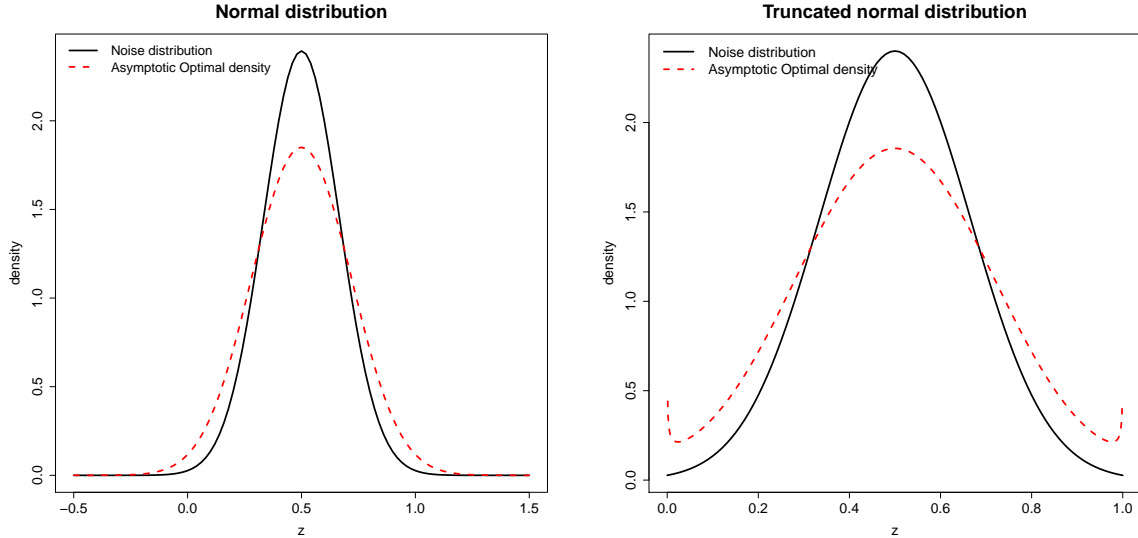 Normal distribution
Noise distribution
Asymptotic Optimal density
density
0.0
0.5
1.0
1.5
2.0
−0.5
0.0
0.5
1.0
1.5
z
Truncated normal distribution
Noise distribution
Asymptotic Optimal density
density
0.0
0.5
1.0
1.5
2.0
0.0
0.2
0.4
0.6
0.8
1.0
z